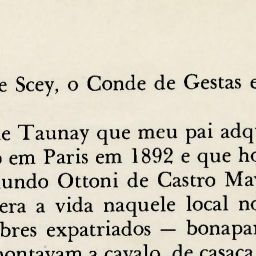 e Scey, o Conde de Gestas e
e Taunay que meu pai adq
em Paris em 1892 e que ho
undo Ottoni de Castro Ma
era a vida naquele local no
bres expatriados — bonapar
ontavam a cavalo, de casaca